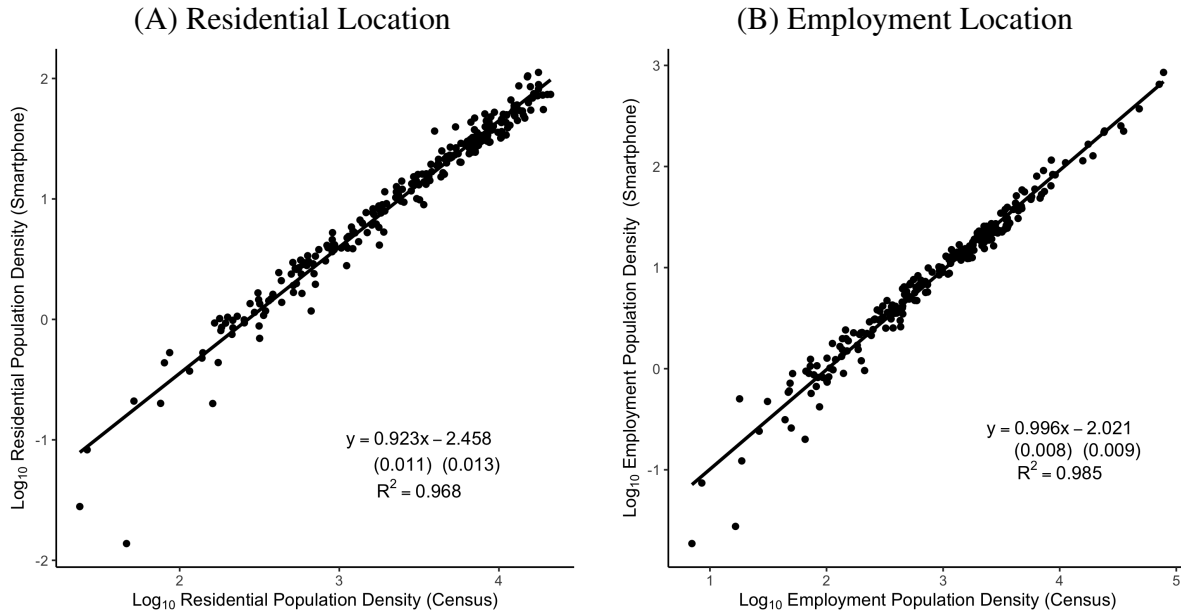 (A) Residential Location
2
1
0
-1
-2
2
3
4
Log10 Residential Population Density (Smartphone)
Log10 Residential Population Density (Census)
y = 0.923x − 2.458
(0.011) (0.013)
R2 = 0.968
(B) Employment Location
3
2
1
0
-1
1
2
3
4
5
Log10 Employment Population Density (Smartphone)
Log10 Employment Population Density (Census)
y = 0.996x − 2.021
(0.008) (0.009)
R2 = 0.985